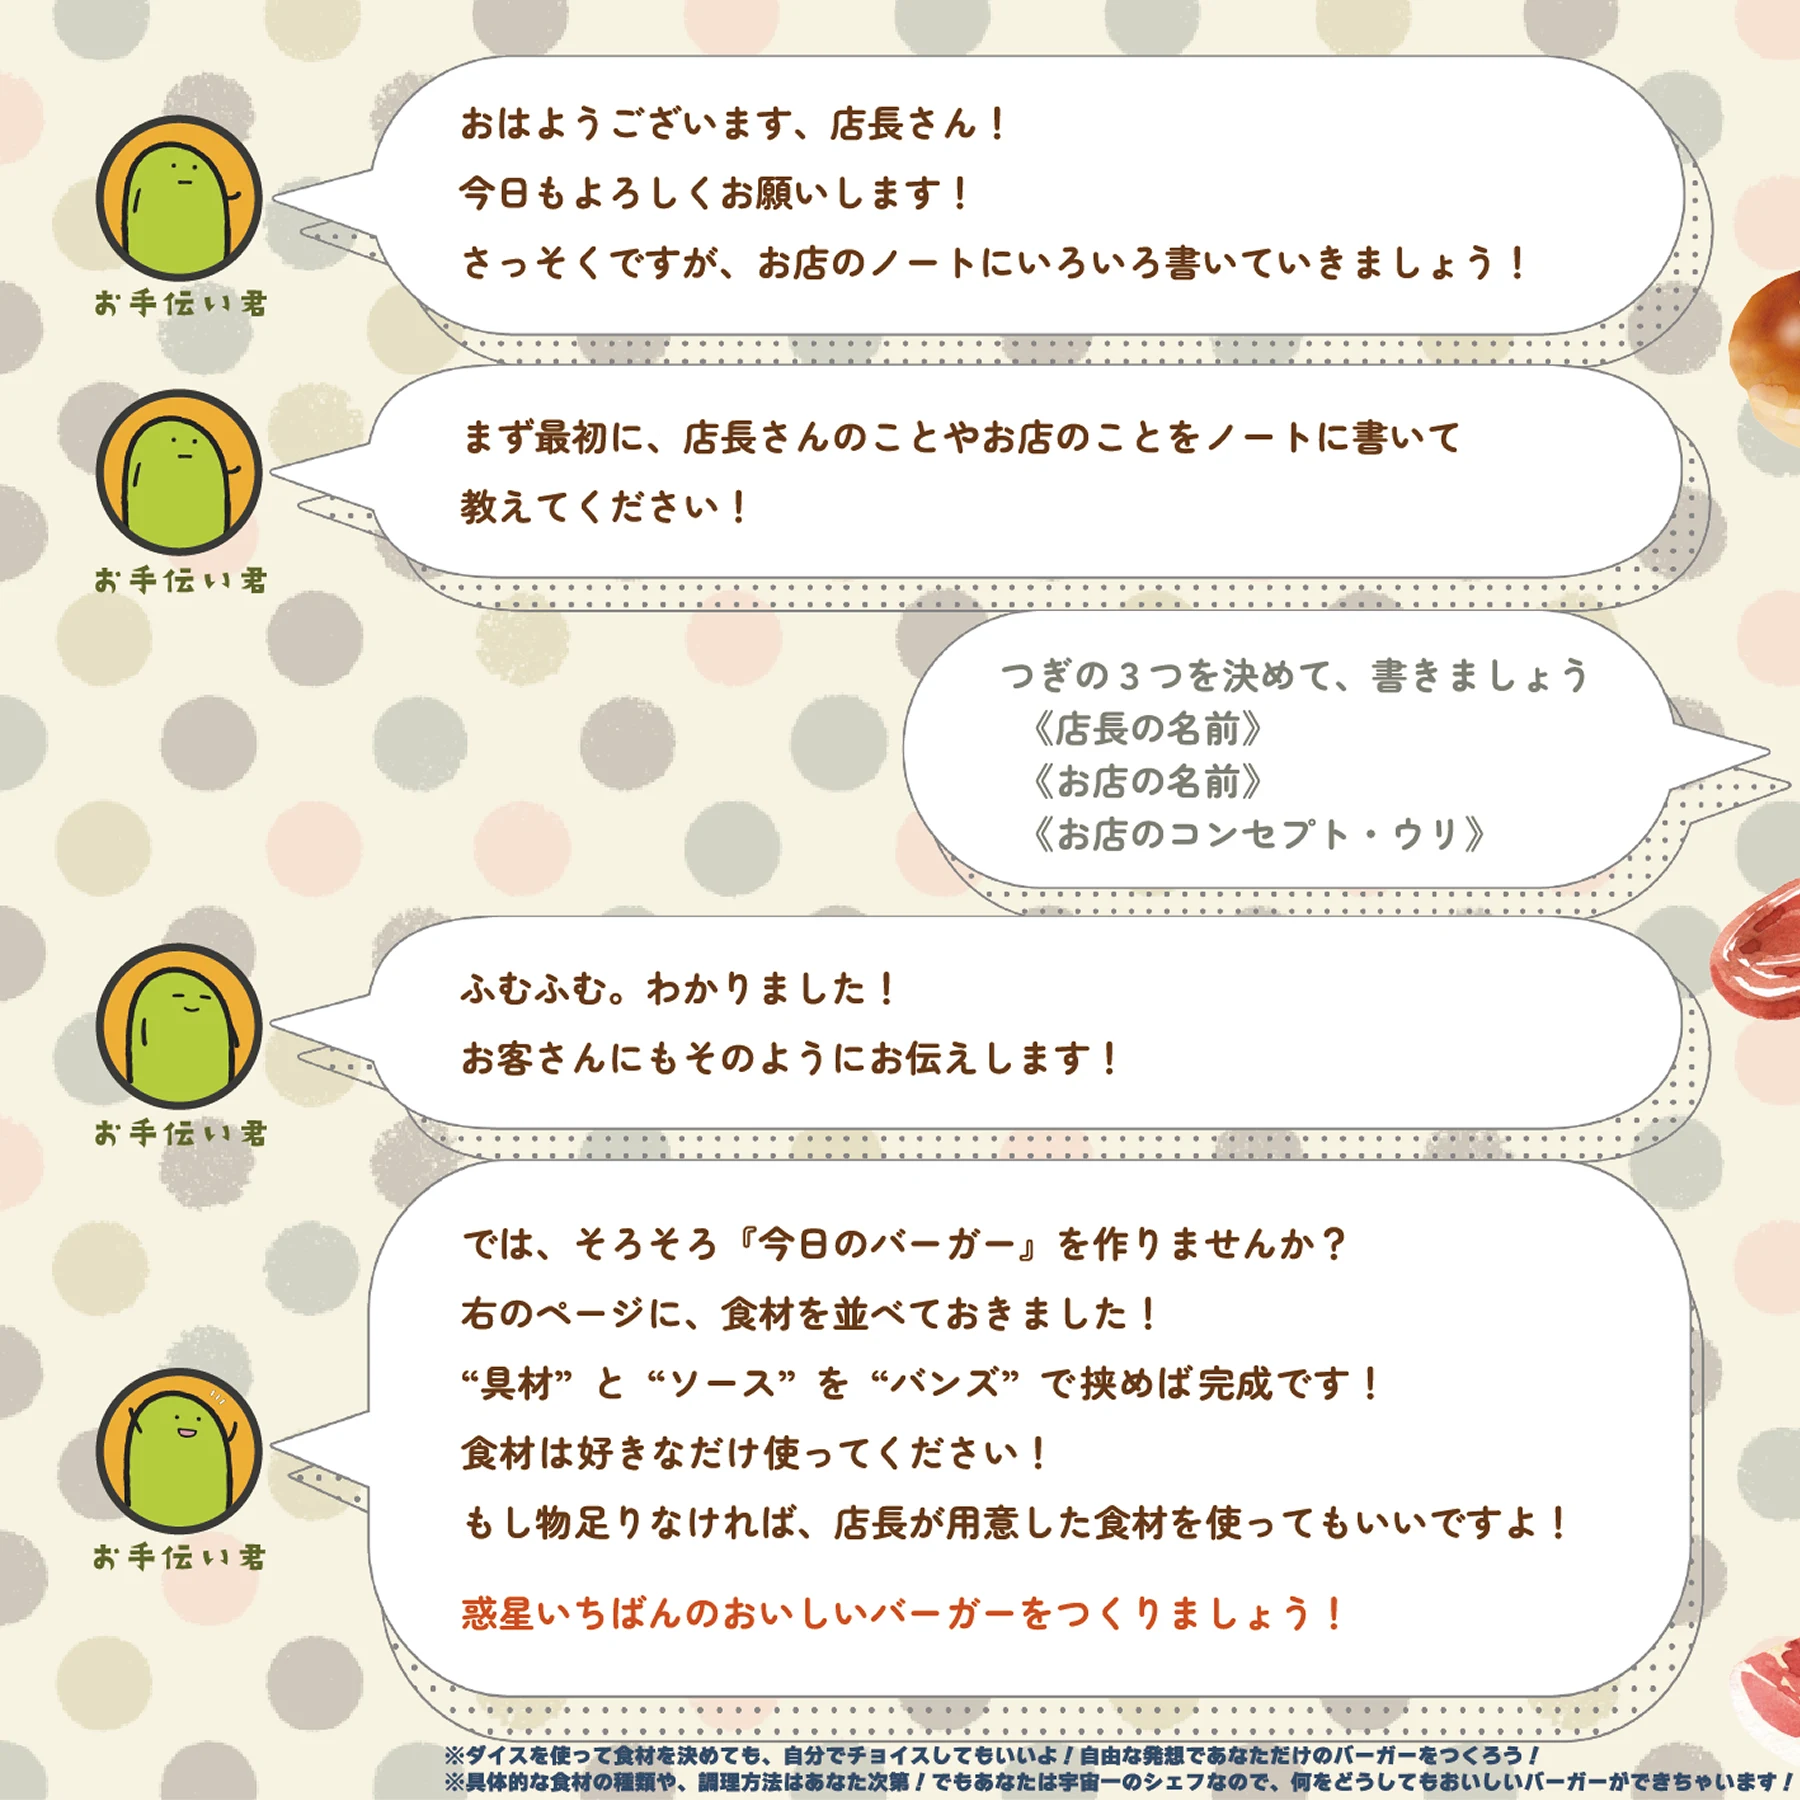 おはようございます、店長さん！
今日もよろしくお願いします！
さっそくですが、お店のノートにいろいろ書いていきましょう！
お手伝い君
まず最初に、店長さんのことやお店のことをノートに書いて
教えてください！
お手伝い君
つぎの３つを決めて、書きましょう
《店長の名前》
《お店の名前》
《お店のコンセプト・ウリ》
ふむふむ。わかりました！
お客さんにもそのようにお伝えします！
お手伝い君
では、そろそろ『今日のバーガー』を作りませんか？
右のページに、食材を並べておきました！
“具材” と “ソース” を “バンズ” で挟めば完成です！
食材は好きなだけ使ってください！
もし物足りなければ、店長が用意した食材を使ってもいいですよ！
惑星いちばんのおいしいバーガーをつくりましょう！
お手伝い君
※ダイスを使って食材を決めても、自分でチョイスしてもいいよ！自由な発想であなただけのバーガーをつくろう！
※具体的な食材の種類や、調理方法はあなた次第！でもあなたは宇宙一のシェフなので、何をどうしてもおいしいバーガーができちゃいます！